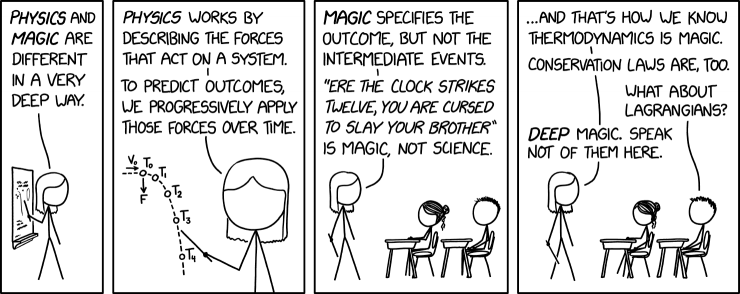 PHYSICS AND
MAGIC ARE
DIFFERENT
IN A VERY
DEEP WAY.
PHYSICS WORKS BY
DESCRIBING THE FORCES
THAT ACT ON A SYSTEM.
TO PREDICT OUTCOMES,
WE PROGRESSIVELY APPLY
THOSE FORCES OVER TIME.
V₀ T₀
T₁
T₂
F
T₃
T₄
MAGIC SPECIFIES THE
OUTCOME, BUT NOT THE
INTERMEDIATE EVENTS.
"ERE THE CLOCK STRIKES
TWELVE, YOU ARE CURSED
TO SLAY YOUR BROTHER"
IS MAGIC, NOT SCIENCE.
...AND THAT'S HOW WE KNOW
THERMODYNAMICS IS MAGIC.
CONSERVATION LAWS ARE, TOO.
WHAT ABOUT
LAGRANGIANS?
DEEP MAGIC. SPEAK
NOT OF THEM HERE.